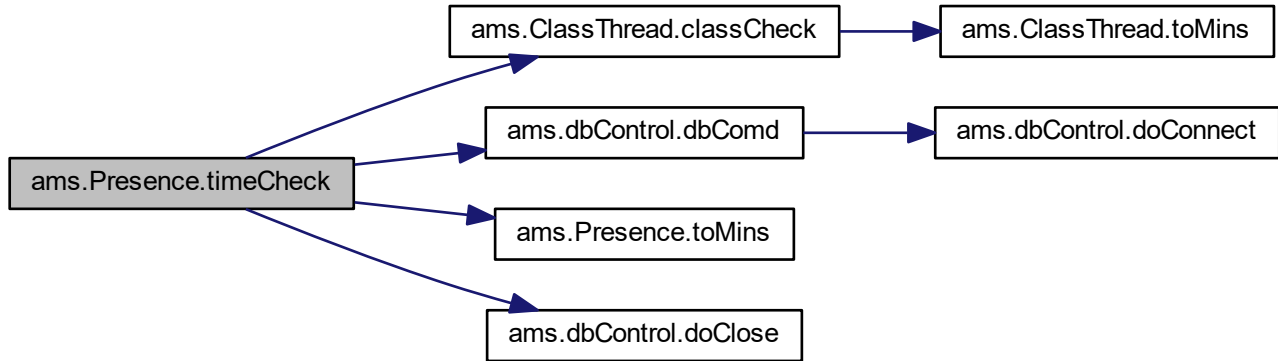 ams.ClassThread.classCheck
ams.ClassThread.toMins
ams.dbControl.dbComd
ams.dbControl.doConnect
ams.Presence.timeCheck
ams.Presence.toMins
ams.dbControl.doClose